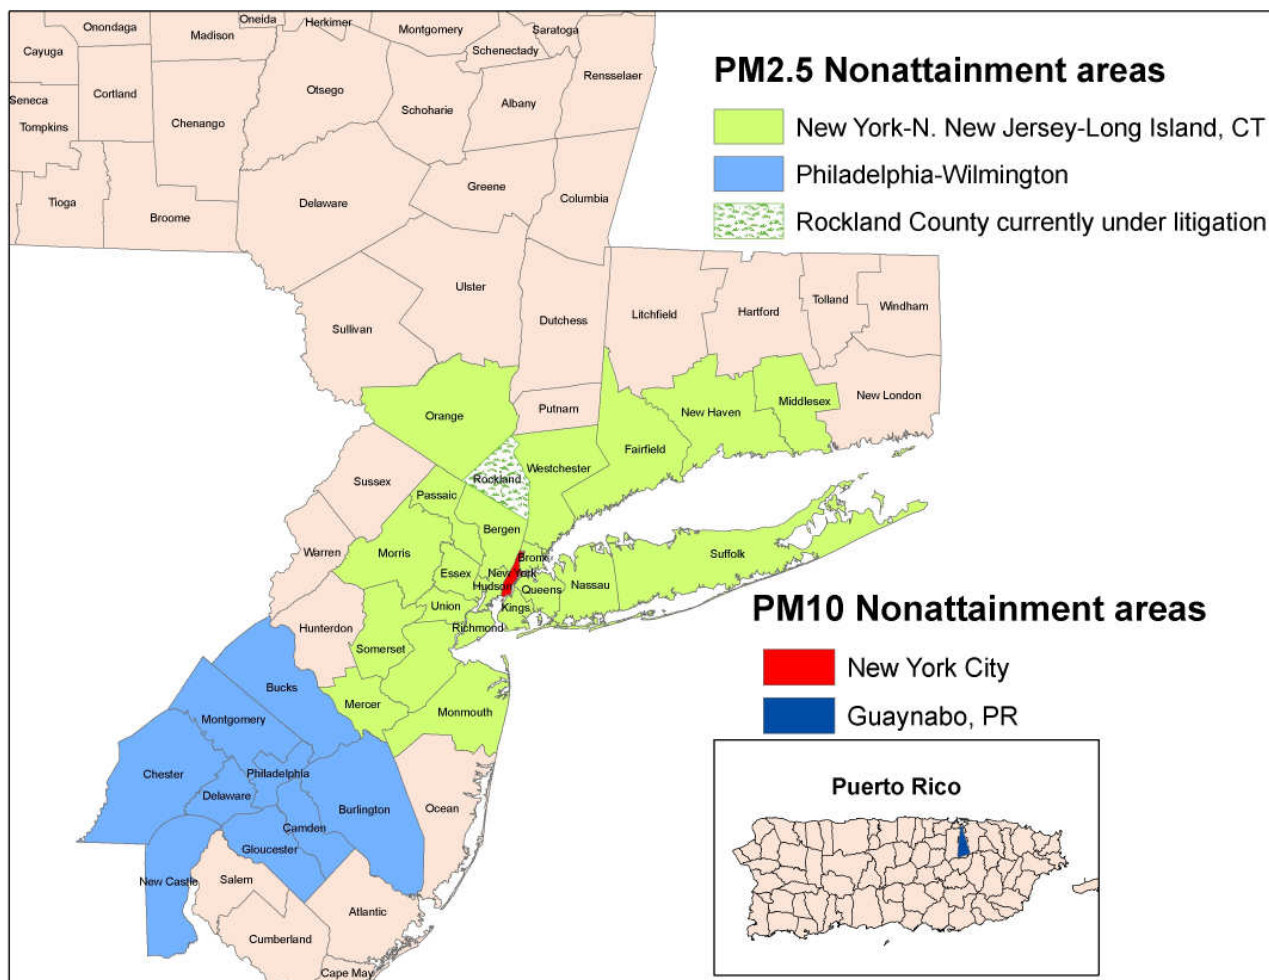 Oneida
Herkimer
Onondaga
Madison
Montgomery
Saratoga
Cayuga
Schenectady
Rensselaer
Seneca
Cortland
Otsego
Albany
Schoharie
Tompkins
Chenango
Tioga
Broome
Delaware
Greene
Columbia
PM2.5 Nonattainment areas
New York-N. New Jersey-Long Island, CT
Philadelphia-Wilmington
Rockland County currently under litigation
Ulster
Sullivan
Dutchess
Litchfield
Hartford
Tolland
Windham
Orange
Putnam
New Haven
Middlesex
New London
Fairfield
Westchester
Rockland
Sussex
Passaic
Bergen
Warren
Morris
Essex
Bronx
New York
Hudson
Queens
Nassau
Suffolk
Union
Kings
Richmond
Hunterdon
Somerset
Mercer
Monmouth
PM10 Nonattainment areas
New York City
Guaynabo, PR
Bucks
Montgomery
Chester
Philadelphia
Delaware
Burlington
Camden
Gloucester
Ocean
New Castle
Salem
Atlantic
Cumberland
Cape May
Puerto Rico